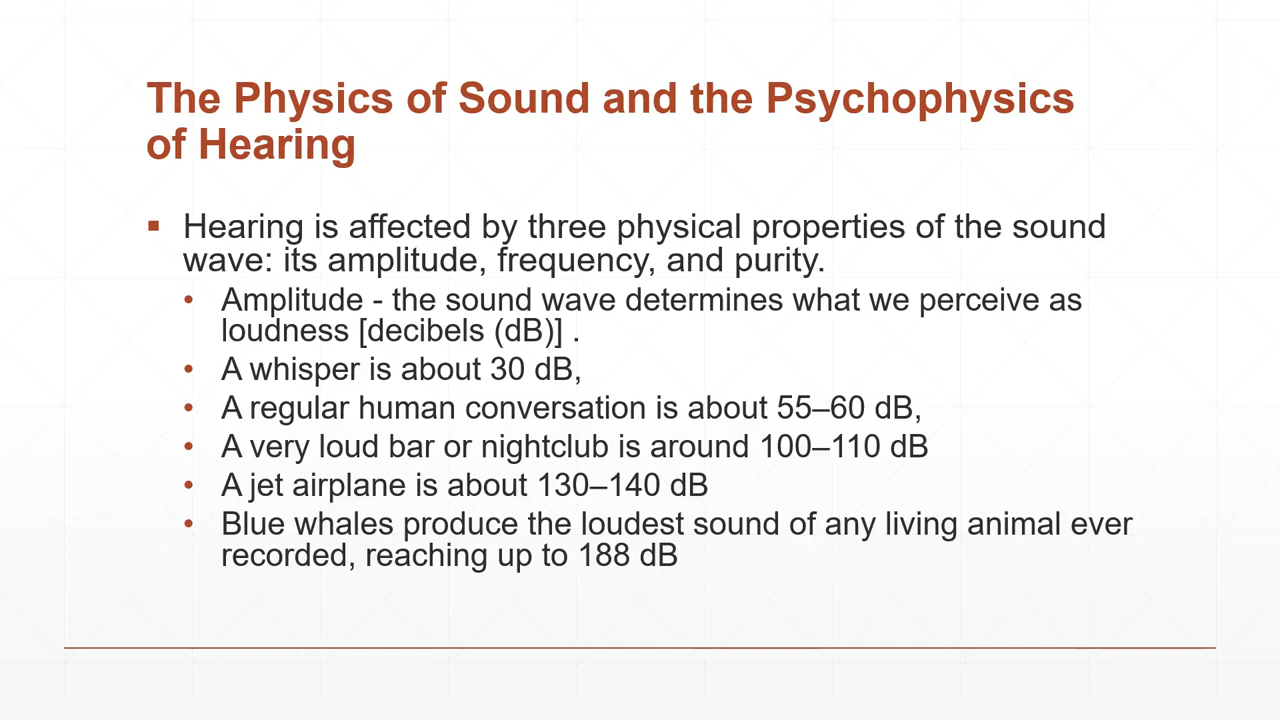 The Physics of Sound and the Psychophysics
of Hearing
▪ Hearing is affected by three physical properties of the sound
wave: its amplitude, frequency, and purity.
• Amplitude - the sound wave determines what we perceive as
loudness [decibels (dB)] .
• A whisper is about 30 dB,
• A regular human conversation is about 55–60 dB,
• A very loud bar or nightclub is around 100–110 dB
• A jet airplane is about 130–140 dB
• Blue whales produce the loudest sound of any living animal ever
recorded, reaching up to 188 dB